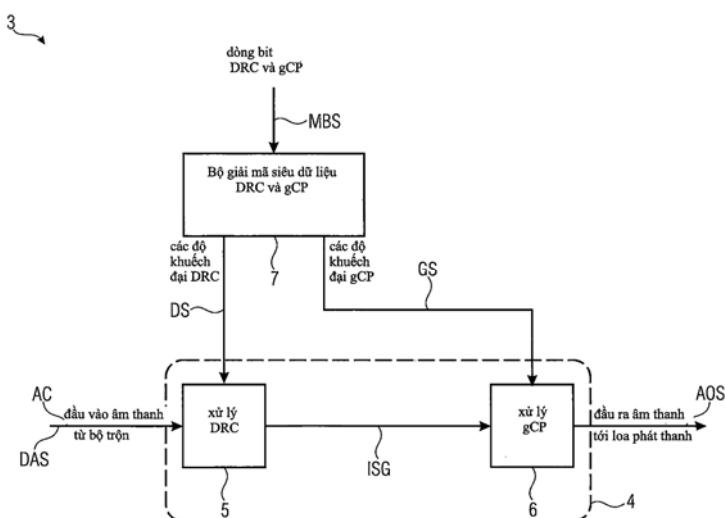 3
dòng bit
DRC và gCP
MBS
Bộ giải mã siêu dữ liệu
DRC và gCP
các độ
khuếch
đại DRC
7
các độ
khuếch
đại gCP
GS
DS
AC
đầu vào âm thanh
từ bộ trộn
DAS
xử lý
DRC
xử lý
gCP
AOS
đầu ra âm thanh
tới loa phát thanh
ISG
5
6
4